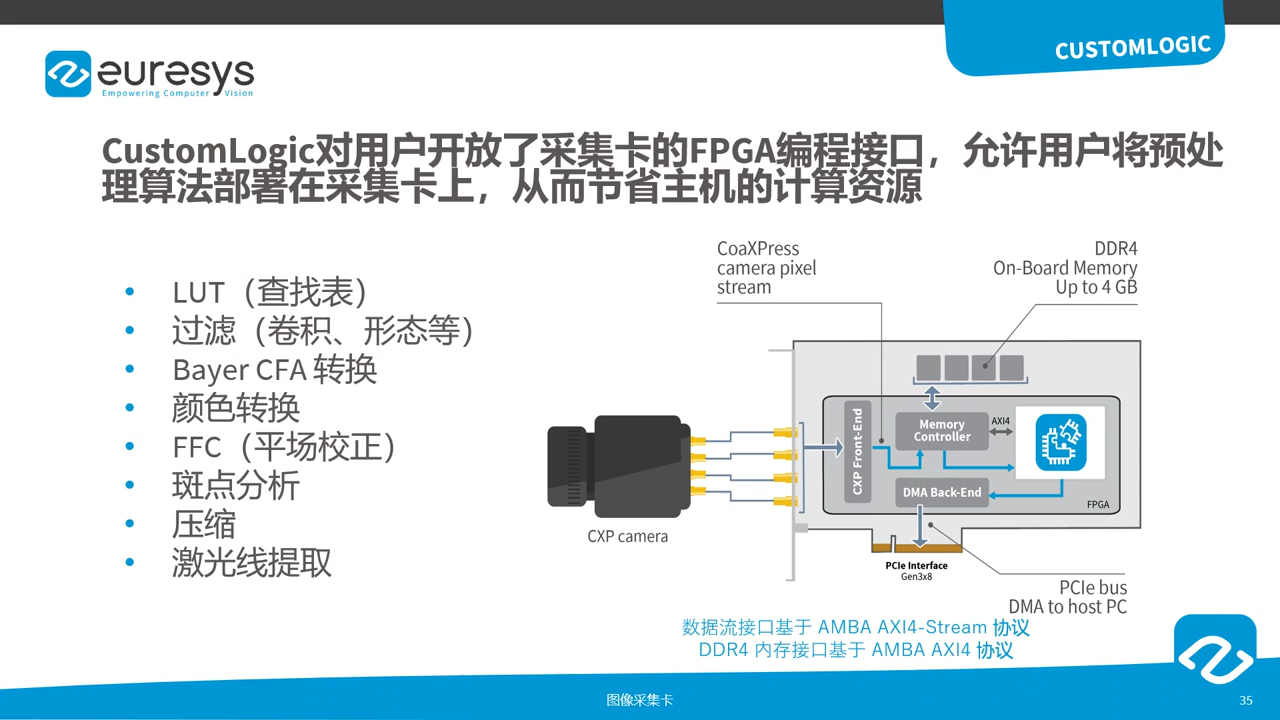 CUSTOMLOGIC
euresys
Empowering Computer Vision
CustomLogic对用户开放了采集卡的FPGA编程接口，允许用户将预处
理算法部署在采集卡上，从而节省主机的计算资源
• LUT（查找表）
• 过滤（卷积、形态等）
• Bayer CFA 转换
• 颜色转换
• FFC（平场校正）
• 斑点分析
• 压缩
• 激光线提取
CoaXPress
camera pixel
stream
DDR4
On-Board Memory
Up to 4 GB
CXP Front-End
Memory
Controller
AXI4
DMA Back-End
FPGA
CXP camera
PCIe Interface
Gen3x8
PCIe bus
DMA to host PC
数据流接口基于 AMBA AXI4-Stream 协议
DDR4 内存接口基于 AMBA AXI4 协议
图像采集卡
35